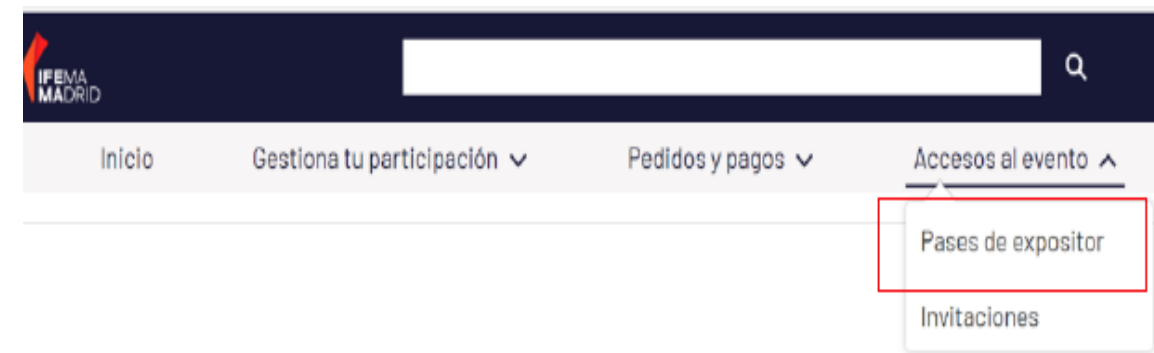 IFEMA
MADRID
Inicio Gestiona tu participación Pedidos y pagos Accesos al evento
Pases de expositor
Invitaciones